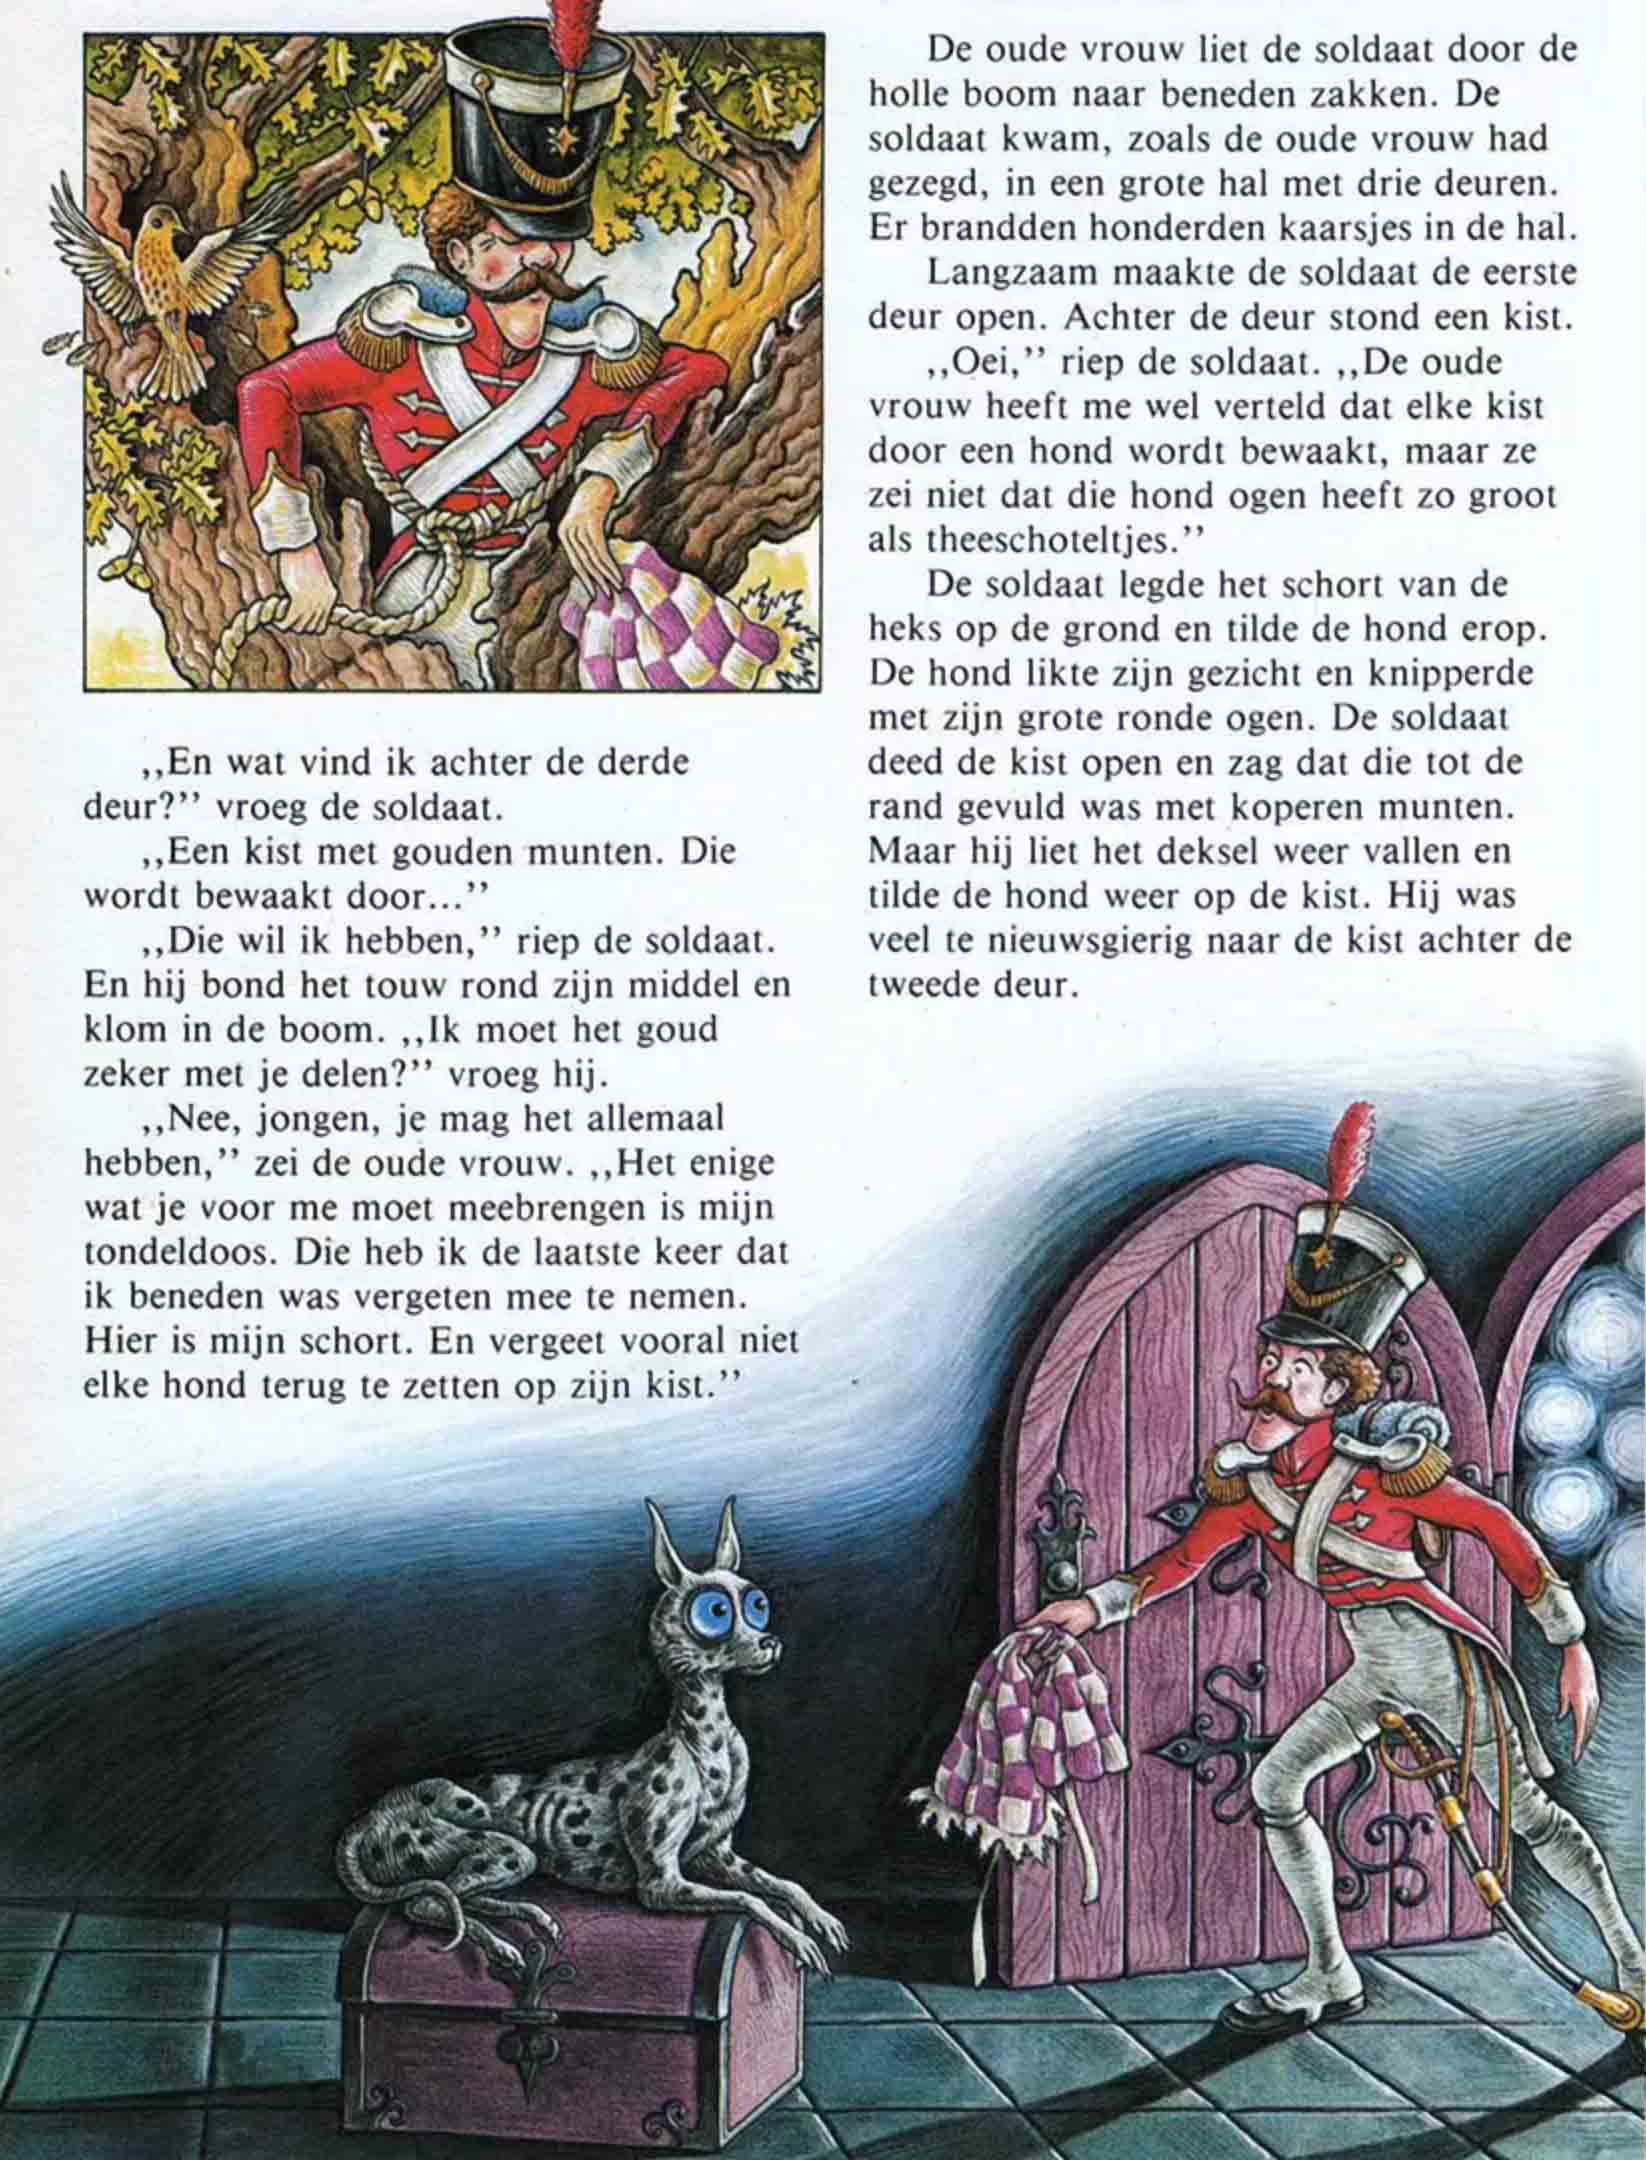 ,,En wat vind ik achter de derde
deur?’’ vroeg de soldaat.
,,Een kist met gouden munten. Die
wordt bewaakt door...’’
,,Die wil ik hebben,’’ riep de soldaat.
En hij bond het touw rond zijn middel en
klom in de boom. ,,Ik moet het goud
zeker met je delen?’’ vroeg hij.
,,Nee, jongen, je mag het allemaal
hebben,’’ zei de oude vrouw. ,,Het enige
wat je voor me moet meebrengen is mijn
tondeldoos. Die heb ik de laatste keer dat
ik beneden was vergeten mee te nemen.
Hier is mijn schort. En vergeet vooral niet
elke hond terug te zetten op zijn kist.’’
De oude vrouw liet de soldaat door de
holle boom naar beneden zakken. De
soldaat kwam, zoals de oude vrouw had
gezegd, in een grote hal met drie deuren.
Er brandden honderden kaarsjes in de hal.
Langzaam maakte de soldaat de eerste
deur open. Achter de deur stond een kist.
,,Oei,’’ riep de soldaat. ,,De oude
vrouw heeft me wel verteld dat elke kist
door een hond wordt bewaakt, maar ze
zei niet dat die hond ogen heeft zo groot
als theeschoteltjes.’’
De soldaat legde het schort van de
heks op de grond en tilde de hond erop.
De hond likte zijn gezicht en knipperde
met zijn grote ronde ogen. De soldaat
deed de kist open en zag dat die tot de
rand gevuld was met koperen munten.
Maar hij liet het deksel weer vallen en
tilde de hond weer op de kist. Hij was
veel te nieuwsgierig naar de kist achter de
tweede deur.